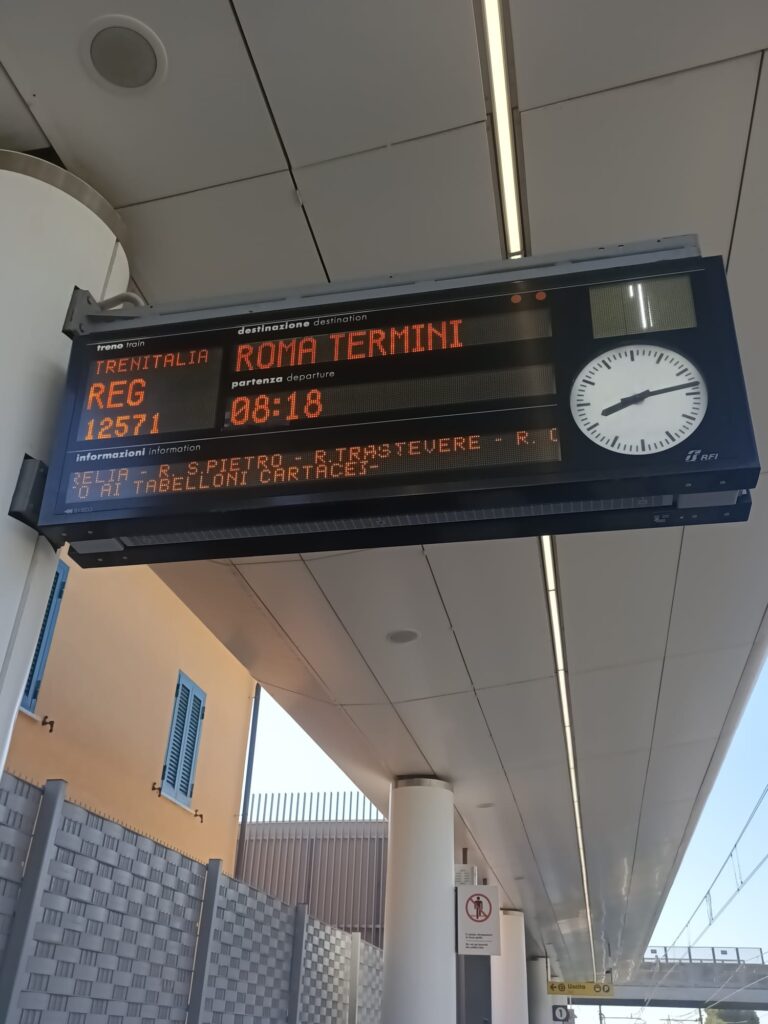 treno train
TRENITALIA
REG
12571
destinazione destination
ROMA TERMINI
partenza departure
08:18
informazioni information
RELIA - R. S.PIETRO - R.TRASTEVERE - R. O
O AI TABELLONI CARTACEI-
RFI
Uscita